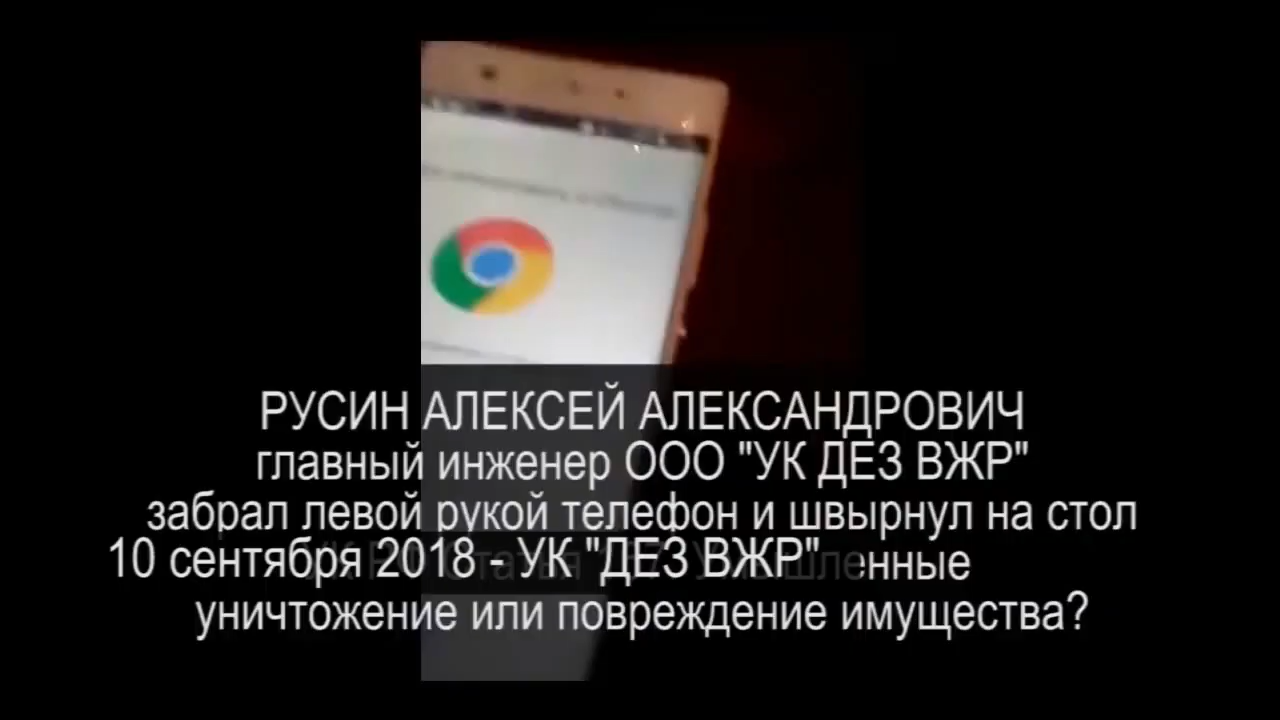 РУСИН АЛЕКСЕЙ АЛЕКСАНДРОВИЧ
главный инженер ООО "УК ДЕЗ ВЖР"
забрал левой рукой телефон и швырнул на стол
10 сентября 2018 - УК "ДЕЗ ВЖР" енные
уничтожение или повреждение имущества?